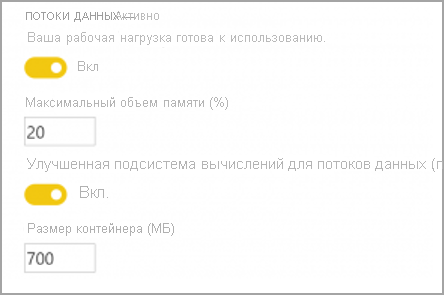 ПОТОКИ ДАННЫХ—Активно
Ваша рабочая нагрузка готова к использованию.
Вкл
Максимальный объем памяти (%)
20
Улучшенная подсистема вычислений для потоков данных (п
Вкл.
Размер контейнера (МБ)
700